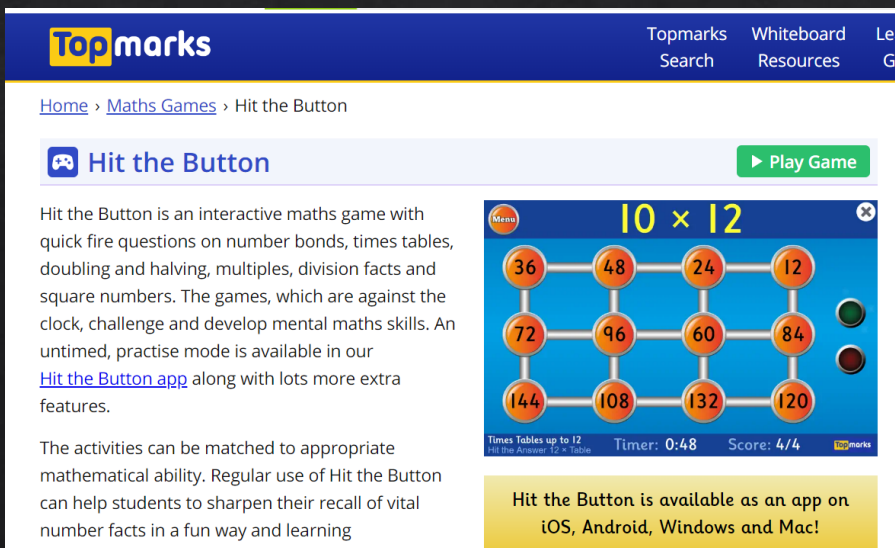 Topmarks
Topmarks Whiteboard
Search Resources
Home › Maths Games › Hit the Button
Hit the Button
Play Game
Hit the Button is an interactive maths game with
quick fire questions on number bonds, times tables,
doubling and halving, multiples, division facts and
square numbers. The games, which are against the
clock, challenge and develop mental maths skills. An
untimed, practise mode is available in our
Hit the Button app along with lots more extra
features.
The activities can be matched to appropriate
mathematical ability. Regular use of Hit the Button
can help students to sharpen their recall of vital
number facts in a fun way and learning
Menu
10 × 12
36 48 24 12
72 96 60 84
144 108 132 120
Times Tables up to 12
Hit the Answer 12 × Table
Timer: 0:48 Score: 4/4
Topmarks
Hit the Button is available as an app on
iOS, Android, Windows and Mac!